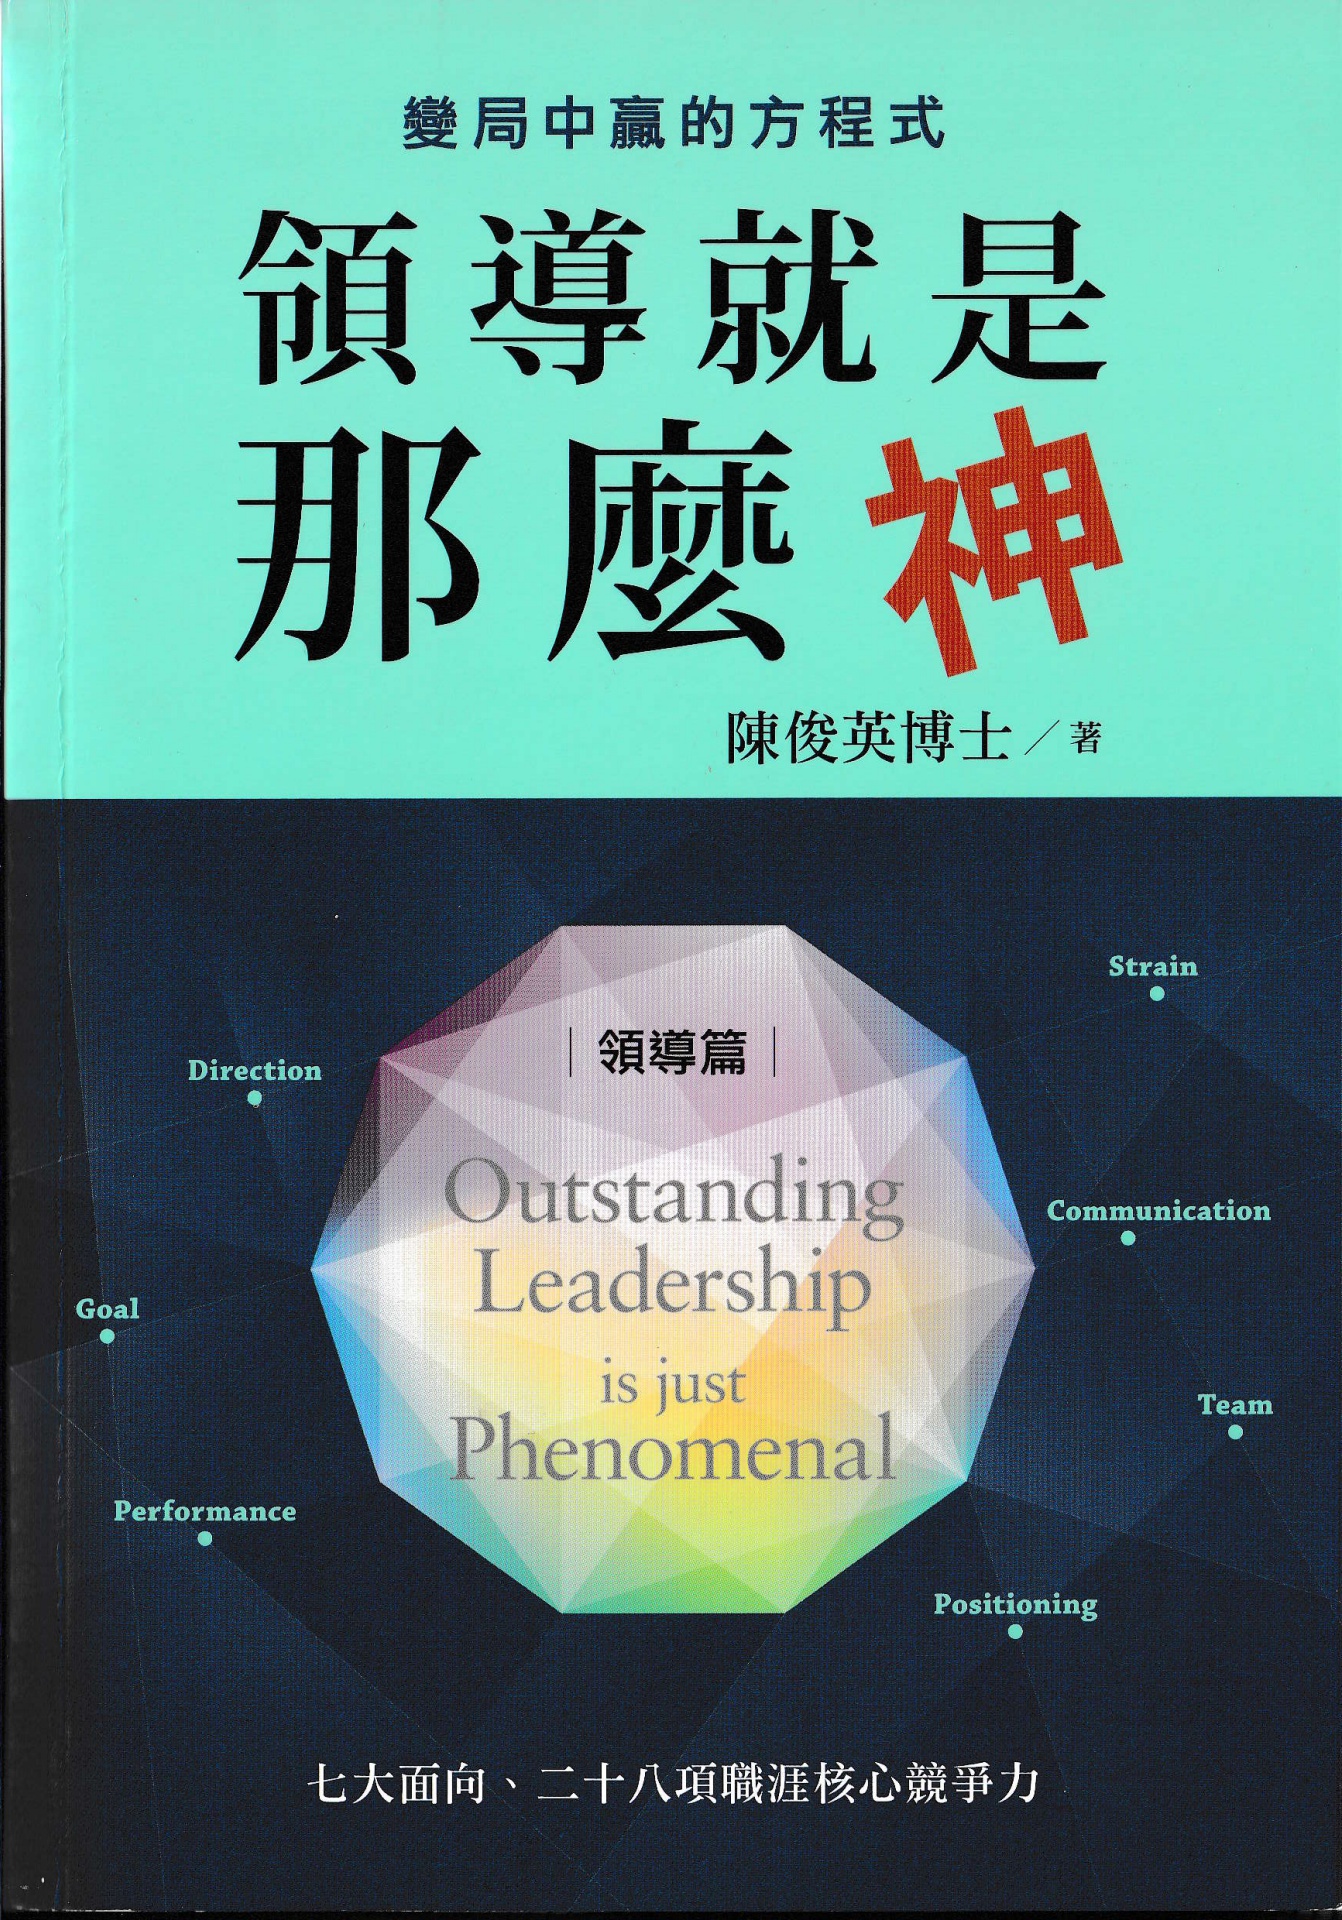 變局中贏的方程式
領導就是
那麼神
陳俊英博士／著
Strain
領導篇
Direction
Outstanding
Communication
Leadership
Goal
is just
Team
Phenomenal
Performance
Positioning
七大面向、二十八項職涯核心競爭力